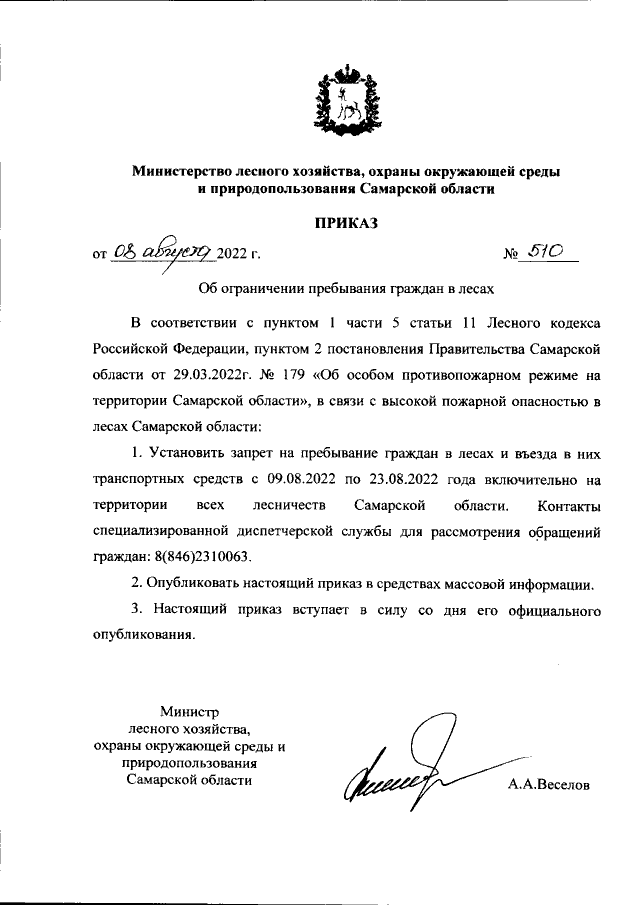 Министерство лесного хозяйства, охраны окружающей среды
и природопользования Самарской области
ПРИКАЗ
от 08 августа 2022 г. № 510
Об ограничении пребывания граждан в лесах
В соответствии с пунктом 1 части 5 статьи 11 Лесного кодекса
Российской Федерации, пунктом 2 постановления Правительства Самарской
области от 29.03.2022г. № 179 «Об особом противопожарном режиме на
территории Самарской области», в связи с высокой пожарной опасностью в
лесах Самарской области:
1. Установить запрет на пребывание граждан в лесах и въезда в них
транспортных средств с 09.08.2022 по 23.08.2022 года включительно на
территории всех лесничеств Самарской области. Контакты
специализированной диспетчерской службы для рассмотрения обращений
граждан: 8(846)2310063.
2. Опубликовать настоящий приказ в средствах массовой информации.
3. Настоящий приказ вступает в силу со дня его официального
опубликования.
Министр
лесного хозяйства,
охраны окружающей среды и
природопользования
Самарской области
А.А.Веселов